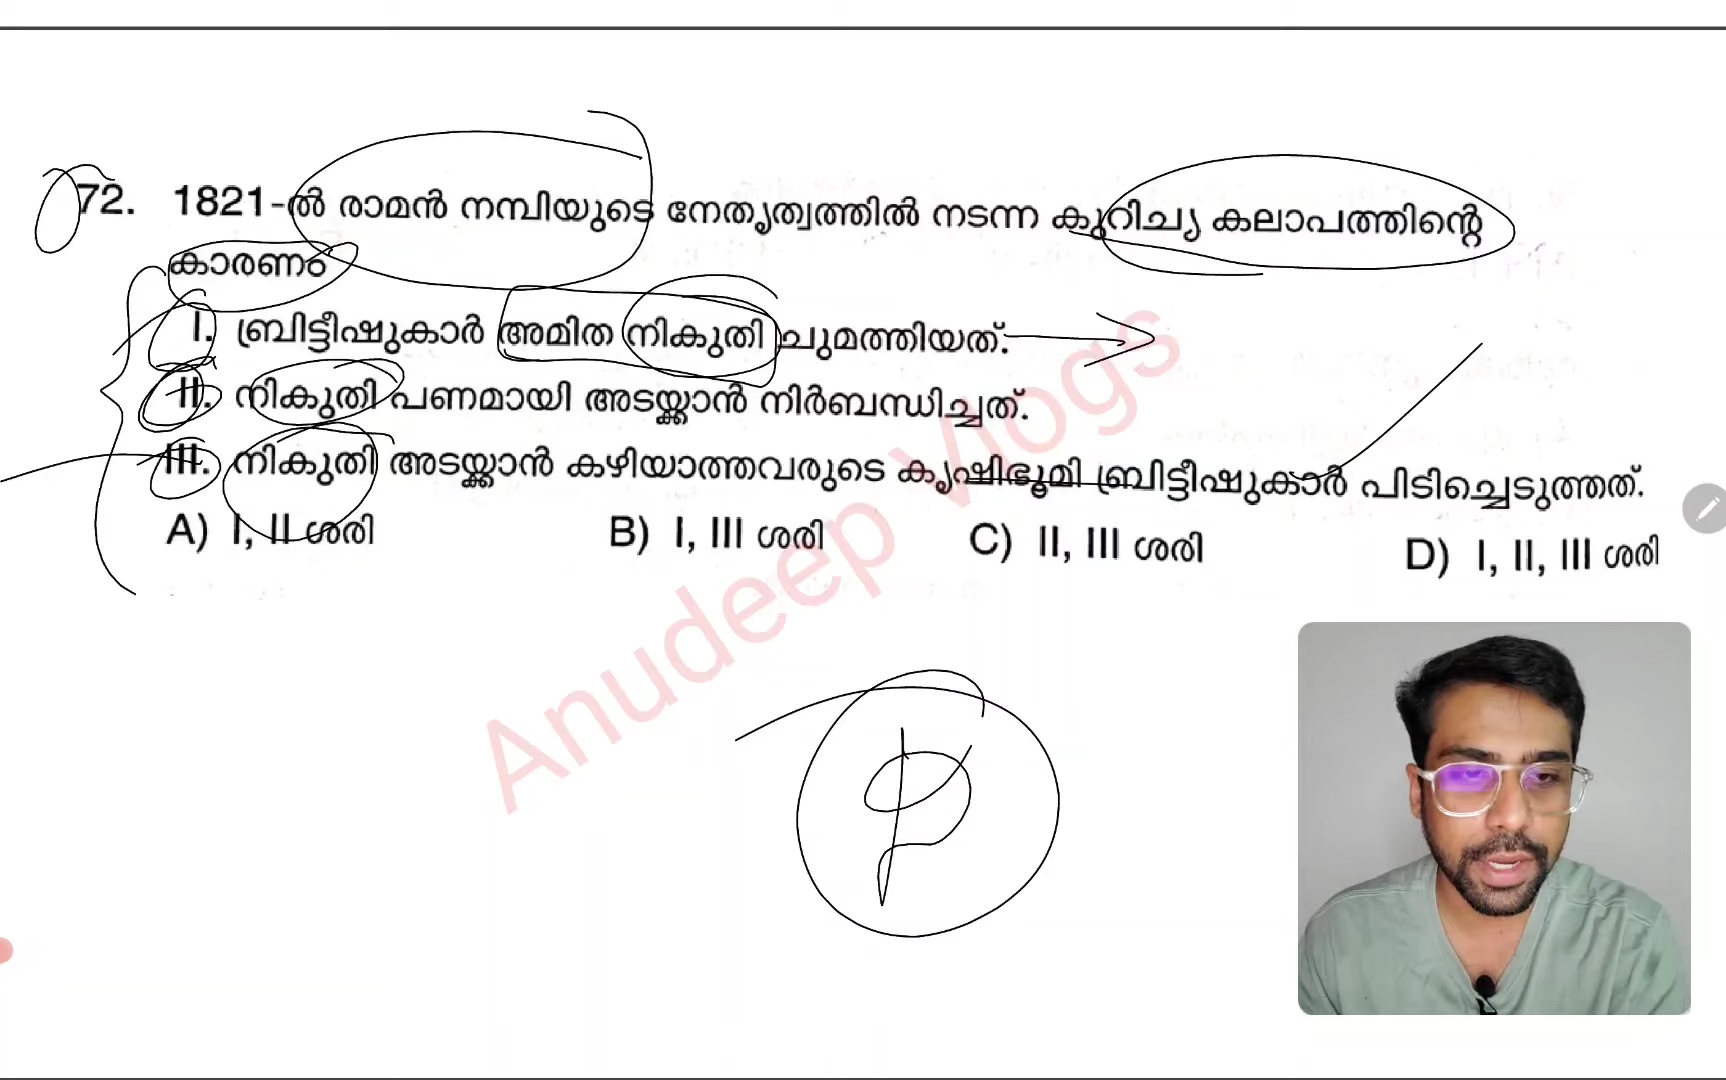 72. 1821-ൽ രാമൻ നമ്പിയുടെ നേതൃത്വത്തിൽ നടന്ന കുറിച്യ കലാപത്തിന്റെ
കാരണം
I. ബ്രിട്ടീഷുകാർ അമിത നികുതി ചുമത്തിയത്.
II. നികുതി പണമായി അടയ്ക്കാൻ നിർബന്ധിച്ചത്.
III. നികുതി അടയ്ക്കാൻ കഴിയാത്തവരുടെ കൃഷിഭൂമി ബ്രിട്ടീഷുകാർ പിടിച്ചെടുത്തത്.
A) I, II ശരി B) I, III ശരി C) II, III ശരി D) I, II, III ശരി
Anudeep Vlogs